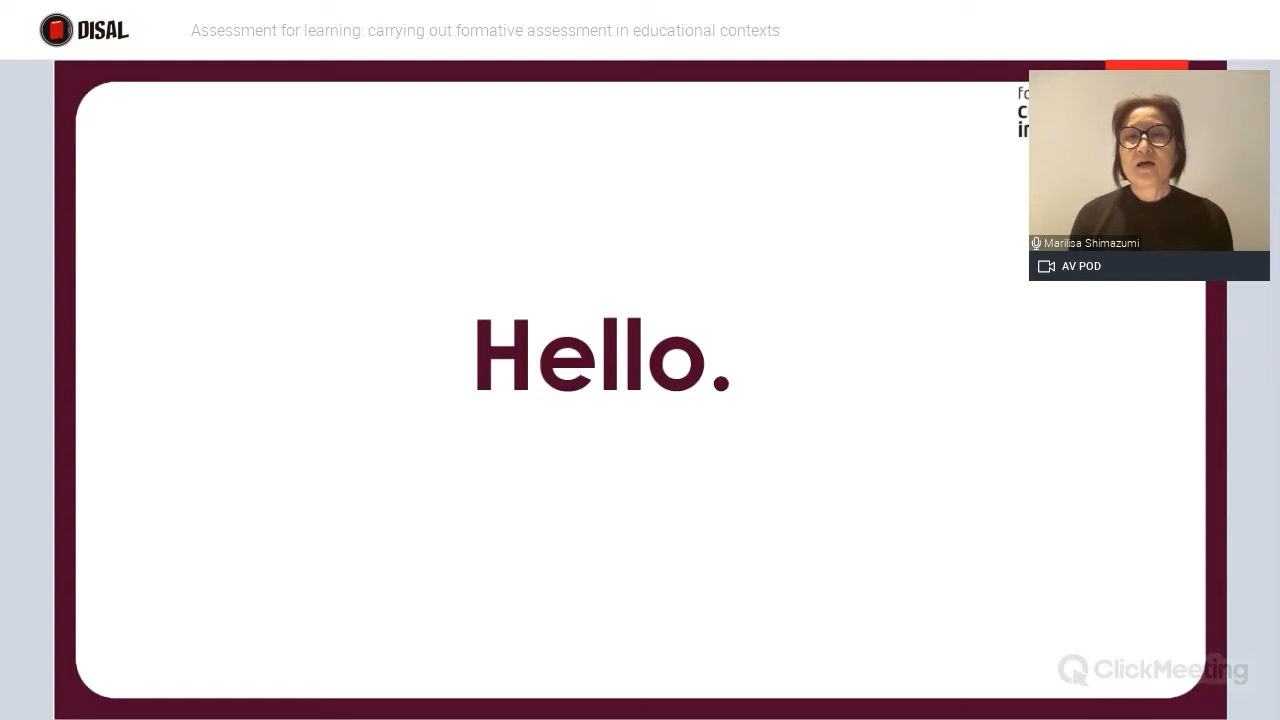 DISAL
Assessment for learning: carrying out formative assessment in educational contexts
Hello.
Marilisa Shimazumi
AV POD
ClickMeeting